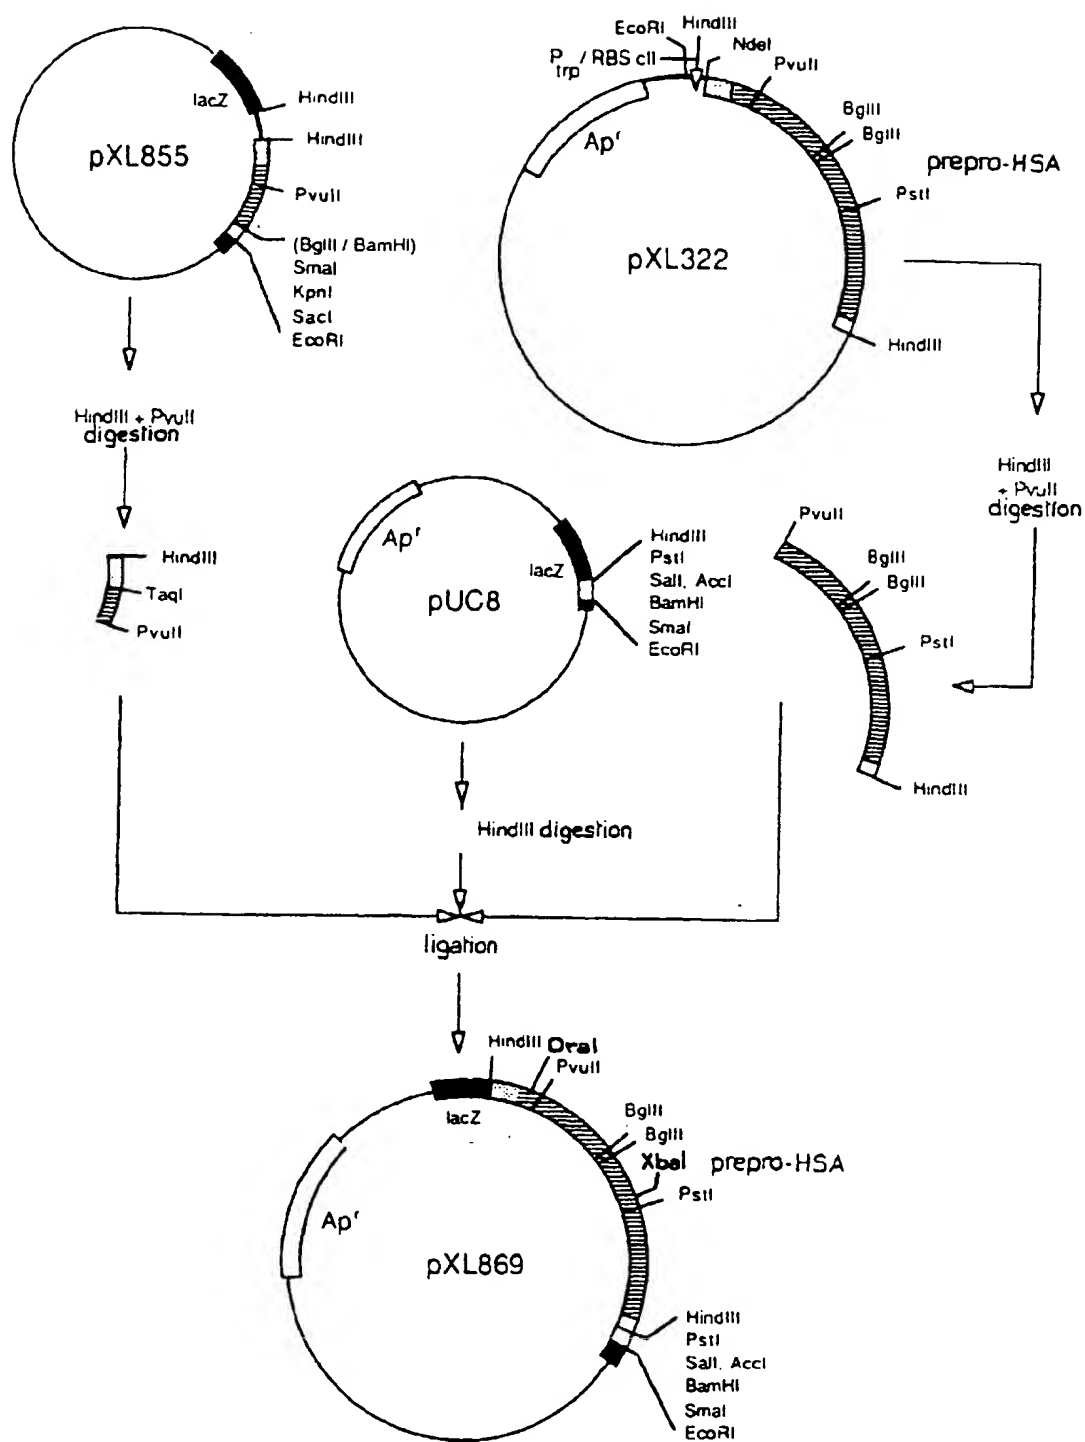 lacZ
HindIII
HindIII
pXL855
PvuII
(BglII / BamHI)
SmaI
KpnI
SacI
EcoRI
EcoRI
HindIII
NdeI
Ptrp / RBS cII
PvuII
Apʳ
BglII
BglII
prepro-HSA
PstI
pXL322
HindIII
HindIII + PvuII
digestion
HindIII
TaqI
PvuII
Apʳ
lacZ
pUC8
HindIII
PstI
SalI, AccI
BamHI
SmaI
EcoRI
HindIII
+ PvuII
digestion
PvuII
BglII
BglII
PstI
HindIII
HindIII digestion
ligation
HindIII DraI
PvuII
lacZ
BglII
BglII
XbaI prepro-HSA
PstI
Apʳ
pXL869
HindIII
PstI
SalI, AccI
BamHI
SmaI
EcoRI